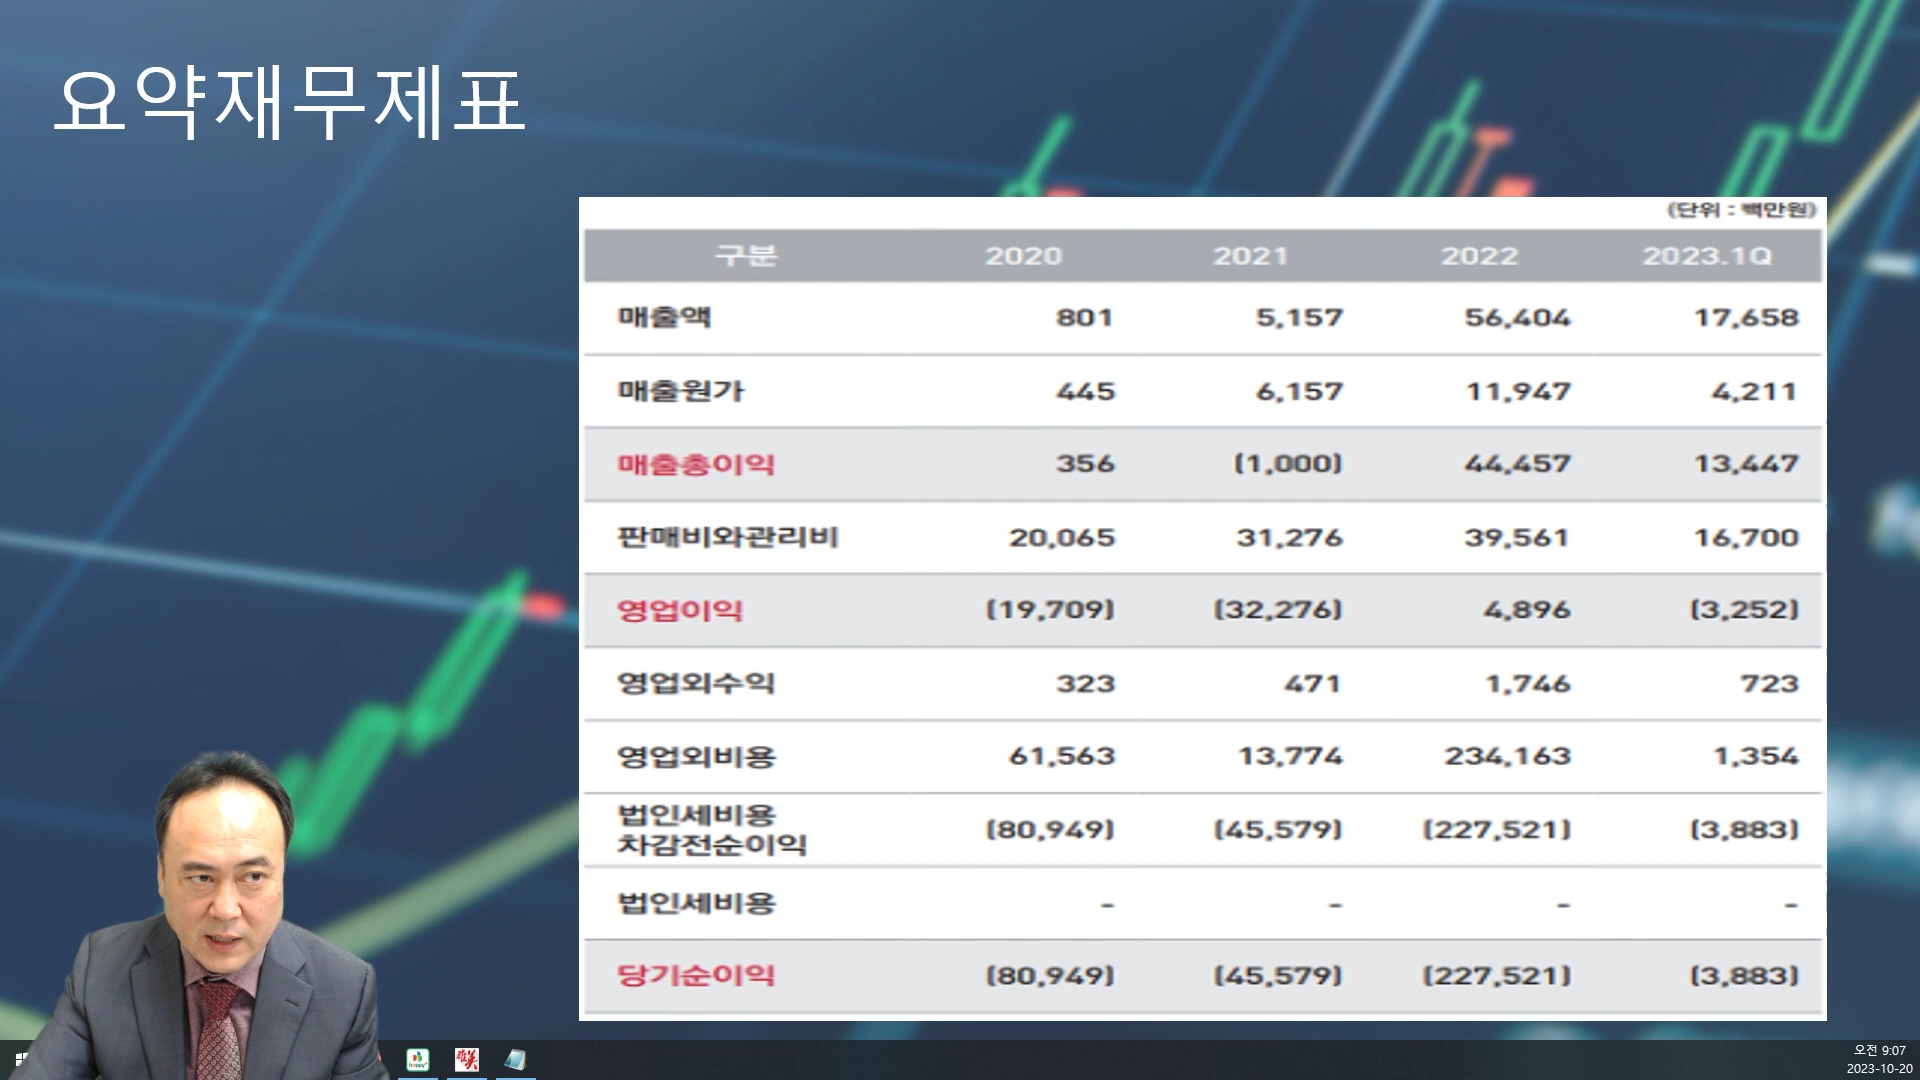 요약재무제표
(단위 : 백만원)
구분 2020 2021 2022 2023.1Q
매출액 801 5,157 56,404 17,658
매출원가 445 6,157 11,947 4,211
매출총이익 356 (1,000) 44,457 13,447
판매비와관리비 20,065 31,276 39,561 16,700
영업이익 (19,709) (32,276) 4,896 (3,252)
영업외수익 323 471 1,746 723
영업외비용 61,563 13,774 234,163 1,354
법인세비용
차감전순이익 (80,949) (45,579) (227,521) (3,883)
법인세비용 - - - -
당기순이익 (80,949) (45,579) (227,521) (3,883)
오전 9:07
2023-10-20